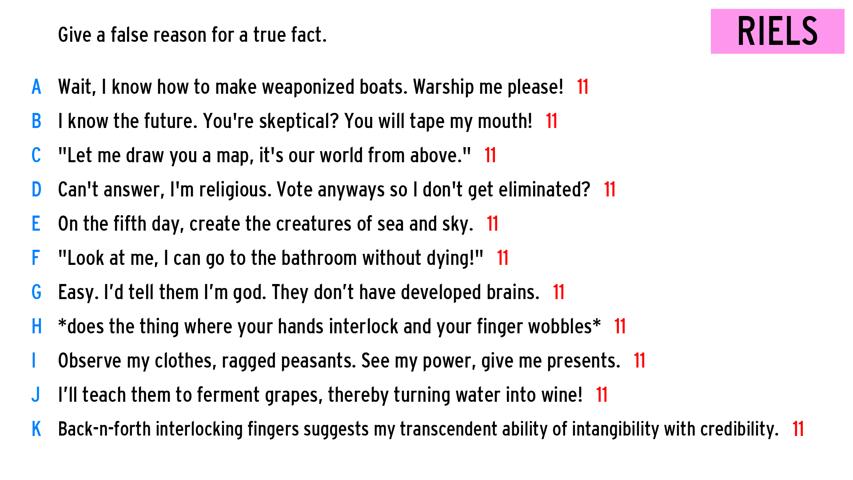 Give a false reason for a true fact.
RIELS
A Wait, I know how to make weaponized boats. Warship me please! 11
B I know the future. You're skeptical? You will tape my mouth! 11
C "Let me draw you a map, it's our world from above." 11
D Can't answer, I'm religious. Vote anyways so I don't get eliminated? 11
E On the fifth day, create the creatures of sea and sky. 11
F "Look at me, I can go to the bathroom without dying!" 11
G Easy. I’d tell them I’m god. They don’t have developed brains. 11
H *does the thing where your hands interlock and your finger wobbles* 11
I Observe my clothes, ragged peasants. See my power, give me presents. 11
J I’ll teach them to ferment grapes, thereby turning water into wine! 11
K Back-n-forth interlocking fingers suggests my transcendent ability of intangibility with credibility. 11